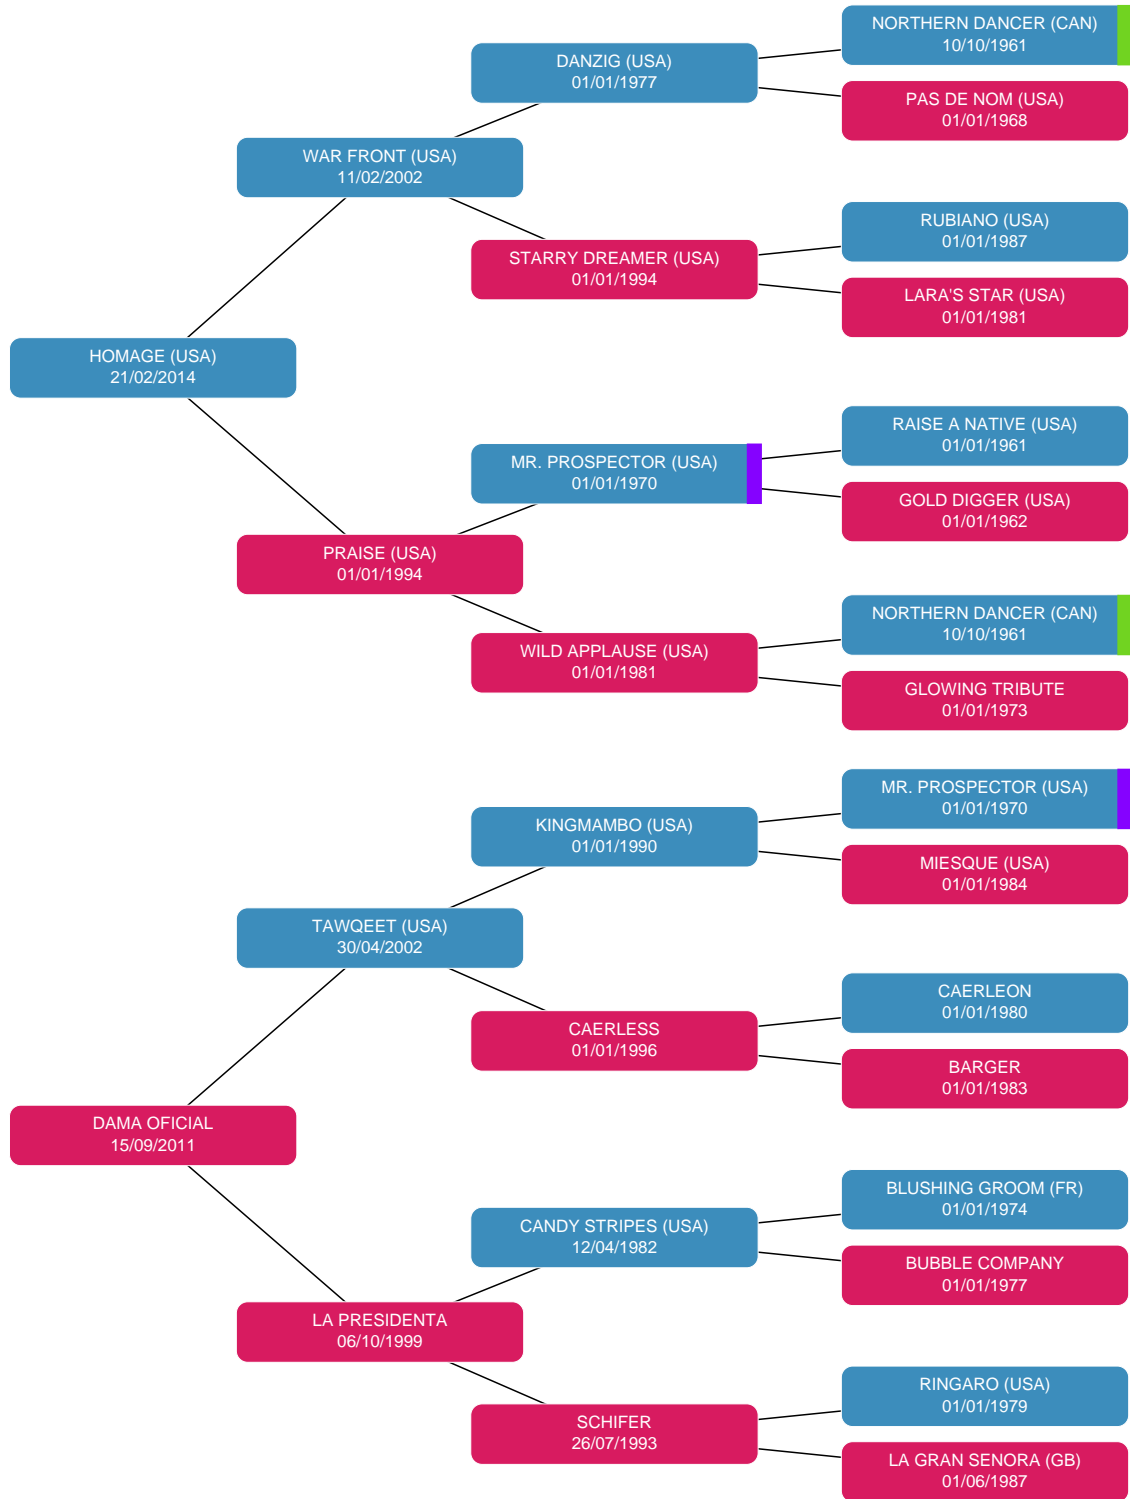 NORTHERN DANCER (CAN)
10/10/1961
DANZIG (USA)
01/01/1977
PAS DE NOM (USA)
01/01/1968
WAR FRONT (USA)
11/02/2002
RUBIANO (USA)
01/01/1987
STARRY DREAMER (USA)
01/01/1994
LARA'S STAR (USA)
01/01/1981
HOMAGE (USA)
21/02/2014
RAISE A NATIVE (USA)
01/01/1961
MR. PROSPECTOR (USA)
01/01/1970
GOLD DIGGER (USA)
01/01/1962
PRAISE (USA)
01/01/1994
NORTHERN DANCER (CAN)
10/10/1961
WILD APPLAUSE (USA)
01/01/1981
GLOWING TRIBUTE
01/01/1973
MR. PROSPECTOR (USA)
01/01/1970
KINGMAMBO (USA)
01/01/1990
MIESQUE (USA)
01/01/1984
TAWQEET (USA)
30/04/2002
CAERLEON
01/01/1980
CAERLESS
01/01/1996
BARGER
01/01/1983
DAMA OFICIAL
15/09/2011
BLUSHING GROOM (FR)
01/01/1974
CANDY STRIPES (USA)
12/04/1982
BUBBLE COMPANY
01/01/1977
LA PRESIDENTA
06/10/1999
RINGARO (USA)
01/01/1979
SCHIFER
26/07/1993
LA GRAN SENORA (GB)
01/06/1987